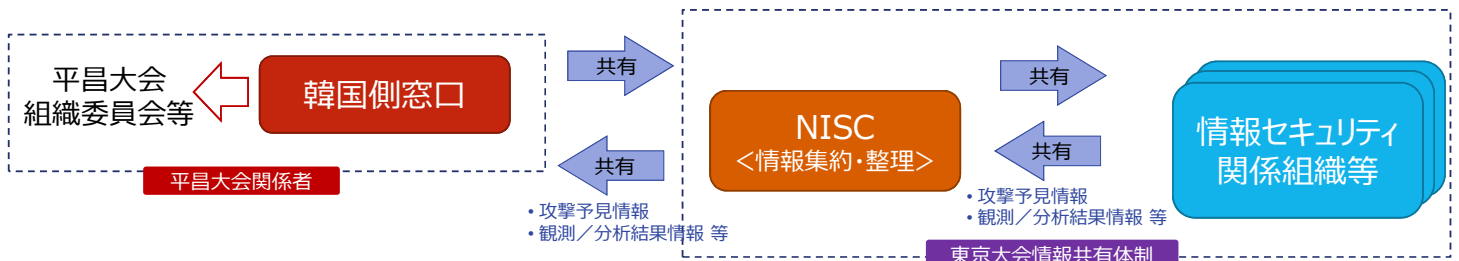 平昌大会
組織委員会等
韓国側窓口
平昌大会関係者
共有
共有
• 攻撃予見情報
• 観測／分析結果情報 等
NISC
＜情報集約・整理＞
共有
共有
• 攻撃予見情報
• 観測／分析結果情報 等
情報セキュリティ
関係組織等
東京大会情報共有体制